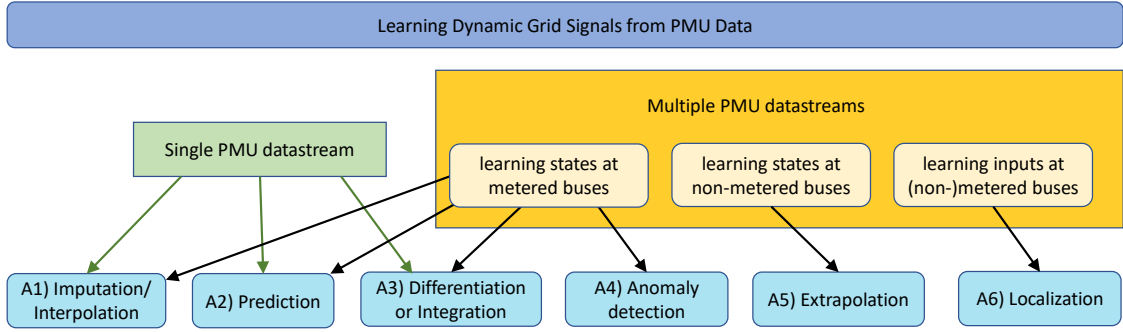 Learning Dynamic Grid Signals from PMU Data
Multiple PMU datastreams
Single PMU datastream
learning states at
metered buses
learning states at
non-metered buses
learning inputs at
(non-)metered buses
A1) Imputation/
Interpolation
A2) Prediction
A3) Differentiation
or Integration
A4) Anomaly
detection
A5) Extrapolation
A6) Localization